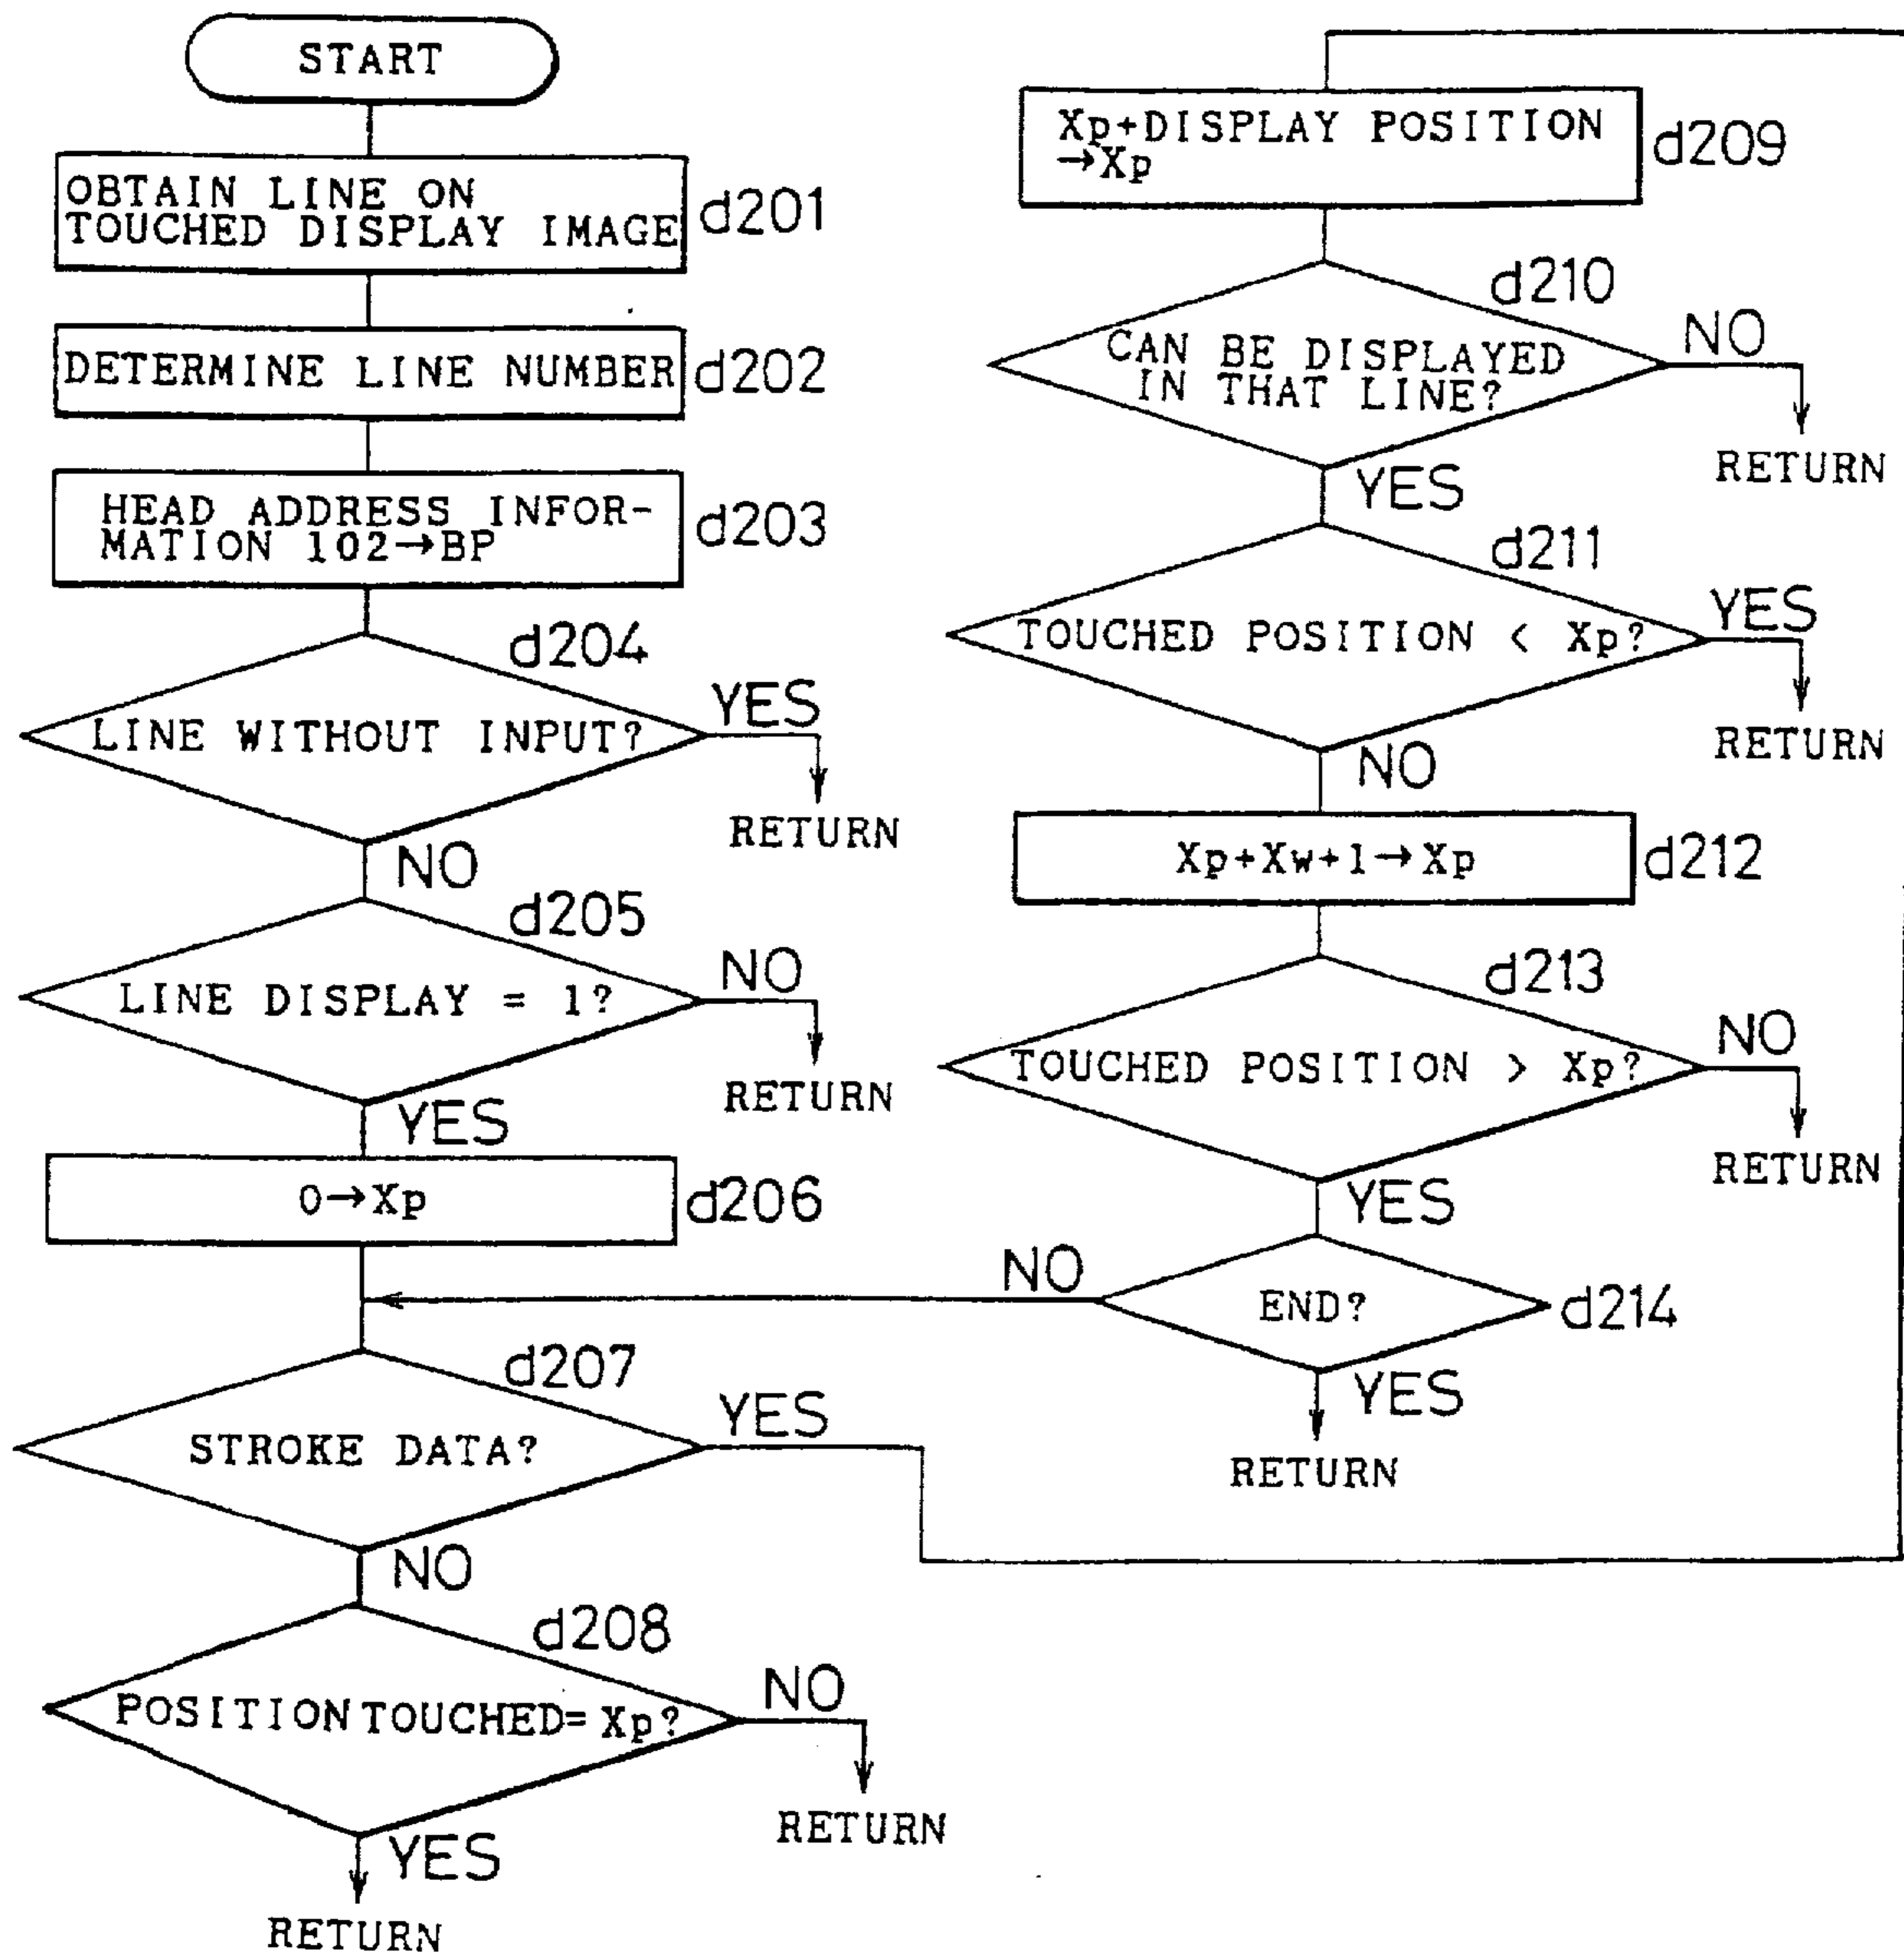 START
OBTAIN LINE ON
TOUCHED DISPLAY IMAGE
d201
DETERMINE LINE NUMBER
d202
HEAD ADDRESS INFOR-
MATION 102→BP
d203
d204
LINE WITHOUT INPUT?
YES
RETURN
NO
d205
LINE DISPLAY = 1?
NO
RETURN
YES
0→Xp
d206
d207
STROKE DATA?
YES
NO
d208
POSITION TOUCHED= Xp?
NO
RETURN
YES
RETURN
Xp+DISPLAY POSITION
→Xp
d209
d210
CAN BE DISPLAYED
IN THAT LINE?
NO
RETURN
YES
d211
TOUCHED POSITION < Xp?
YES
RETURN
NO
Xp+Xw+1→Xp
d212
d213
TOUCHED POSITION > Xp?
NO
RETURN
YES
NO
END?
d214
YES
RETURN